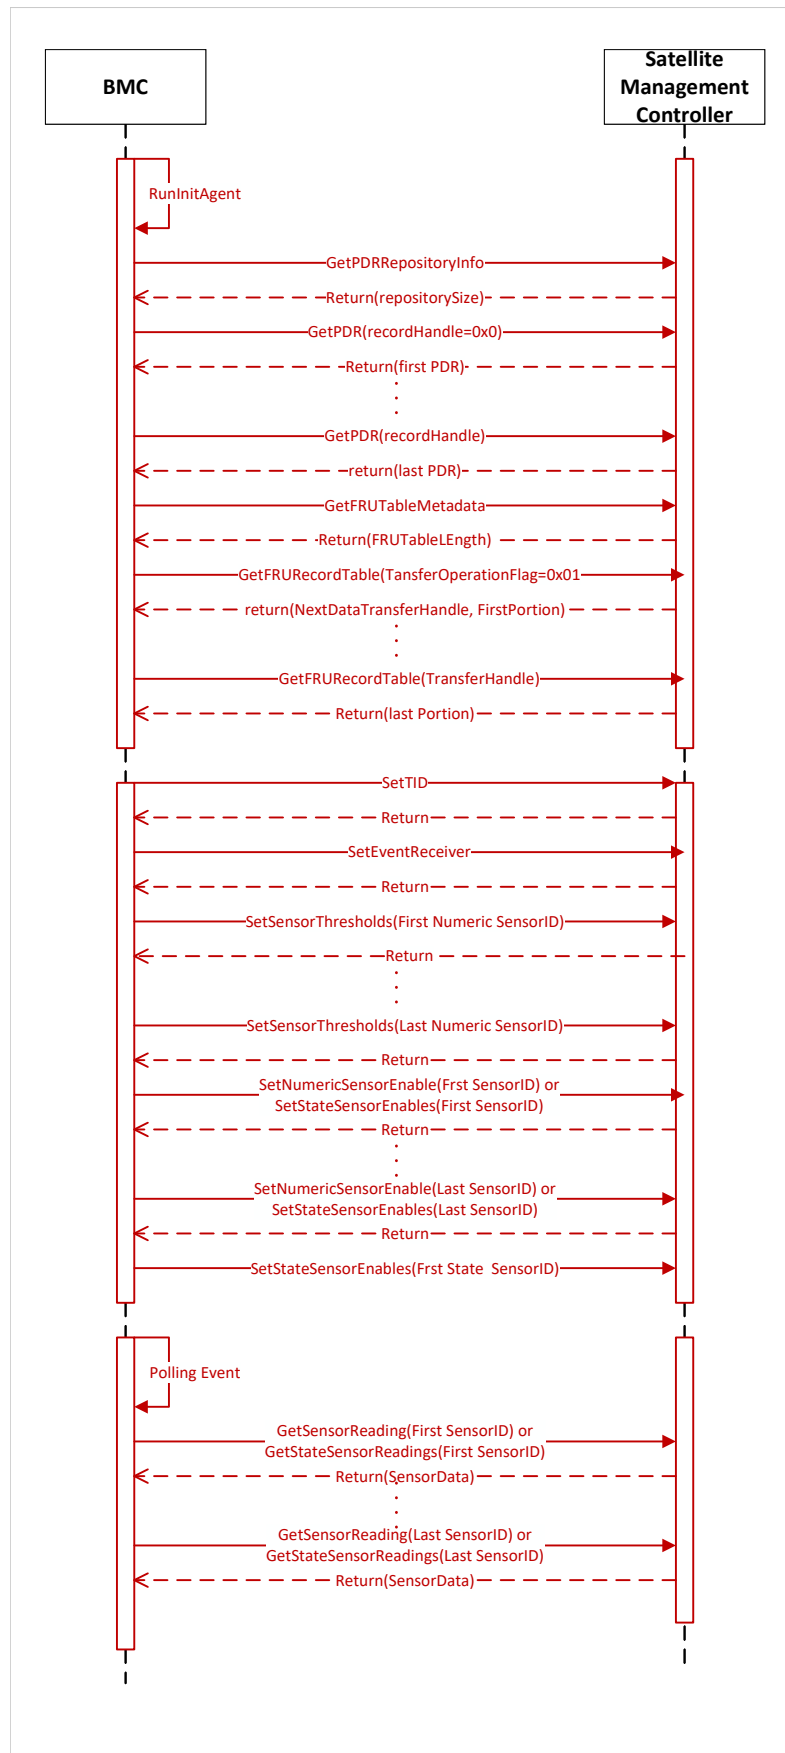 BMC
Satellite
Management
Controller
RunInitAgent
GetPDRRepositoryInfo
Return(repositorySize)
GetPDR(recordHandle=0x0)
Return(first PDR)
GetPDR(recordHandle)
return(last PDR)
GetFRUTableMetadata
Return(FRUTableLEngth)
GetFRURecordTable(TansferOperationFlag=0x01
return(NextDataTransferHandle, FirstPortion)
GetFRURecordTable(TransferHandle)
Return(last Portion)
SetTID
Return
SetEventReceiver
Return
SetSensorThresholds(First Numeric SensorID)
Return
SetSensorThresholds(Last Numeric SensorID)
Return
SetNumericSensorEnable(Frst SensorID) or
SetStateSensorEnables(First SensorID)
Return
SetNumericSensorEnable(Last SensorID) or
SetStateSensorEnables(Last SensorID)
Return
SetStateSensorEnables(Frst State  SensorID)
Polling Event
GetSensorReading(First SensorID) or
GetStateSensorReadings(First SensorID)
Return(SensorData)
GetSensorReading(Last SensorID) or
GetStateSensorReadings(Last SensorID)
Return(SensorData)